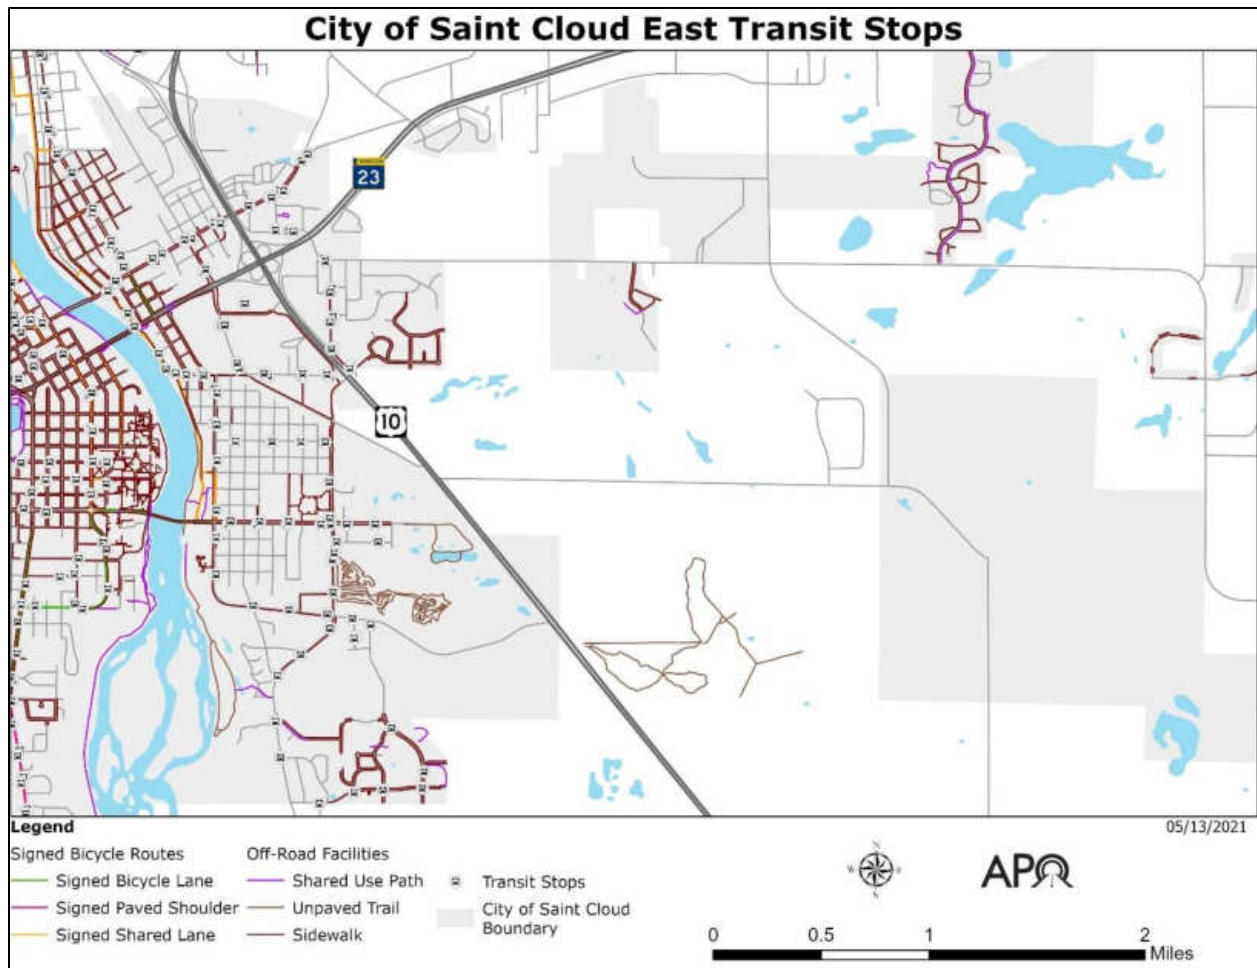 City of Saint Cloud East Transit Stops
23
10
Legend
05/13/2021
Signed Bicycle Routes
Off-Road Facilities
Signed Bicycle Lane
Shared Use Path
Transit Stops
Signed Paved Shoulder
Unpaved Trail
City of Saint Cloud
Boundary
Signed Shared Lane
Sidewalk
N
W
S
APO
0
0.5
1
2
Miles